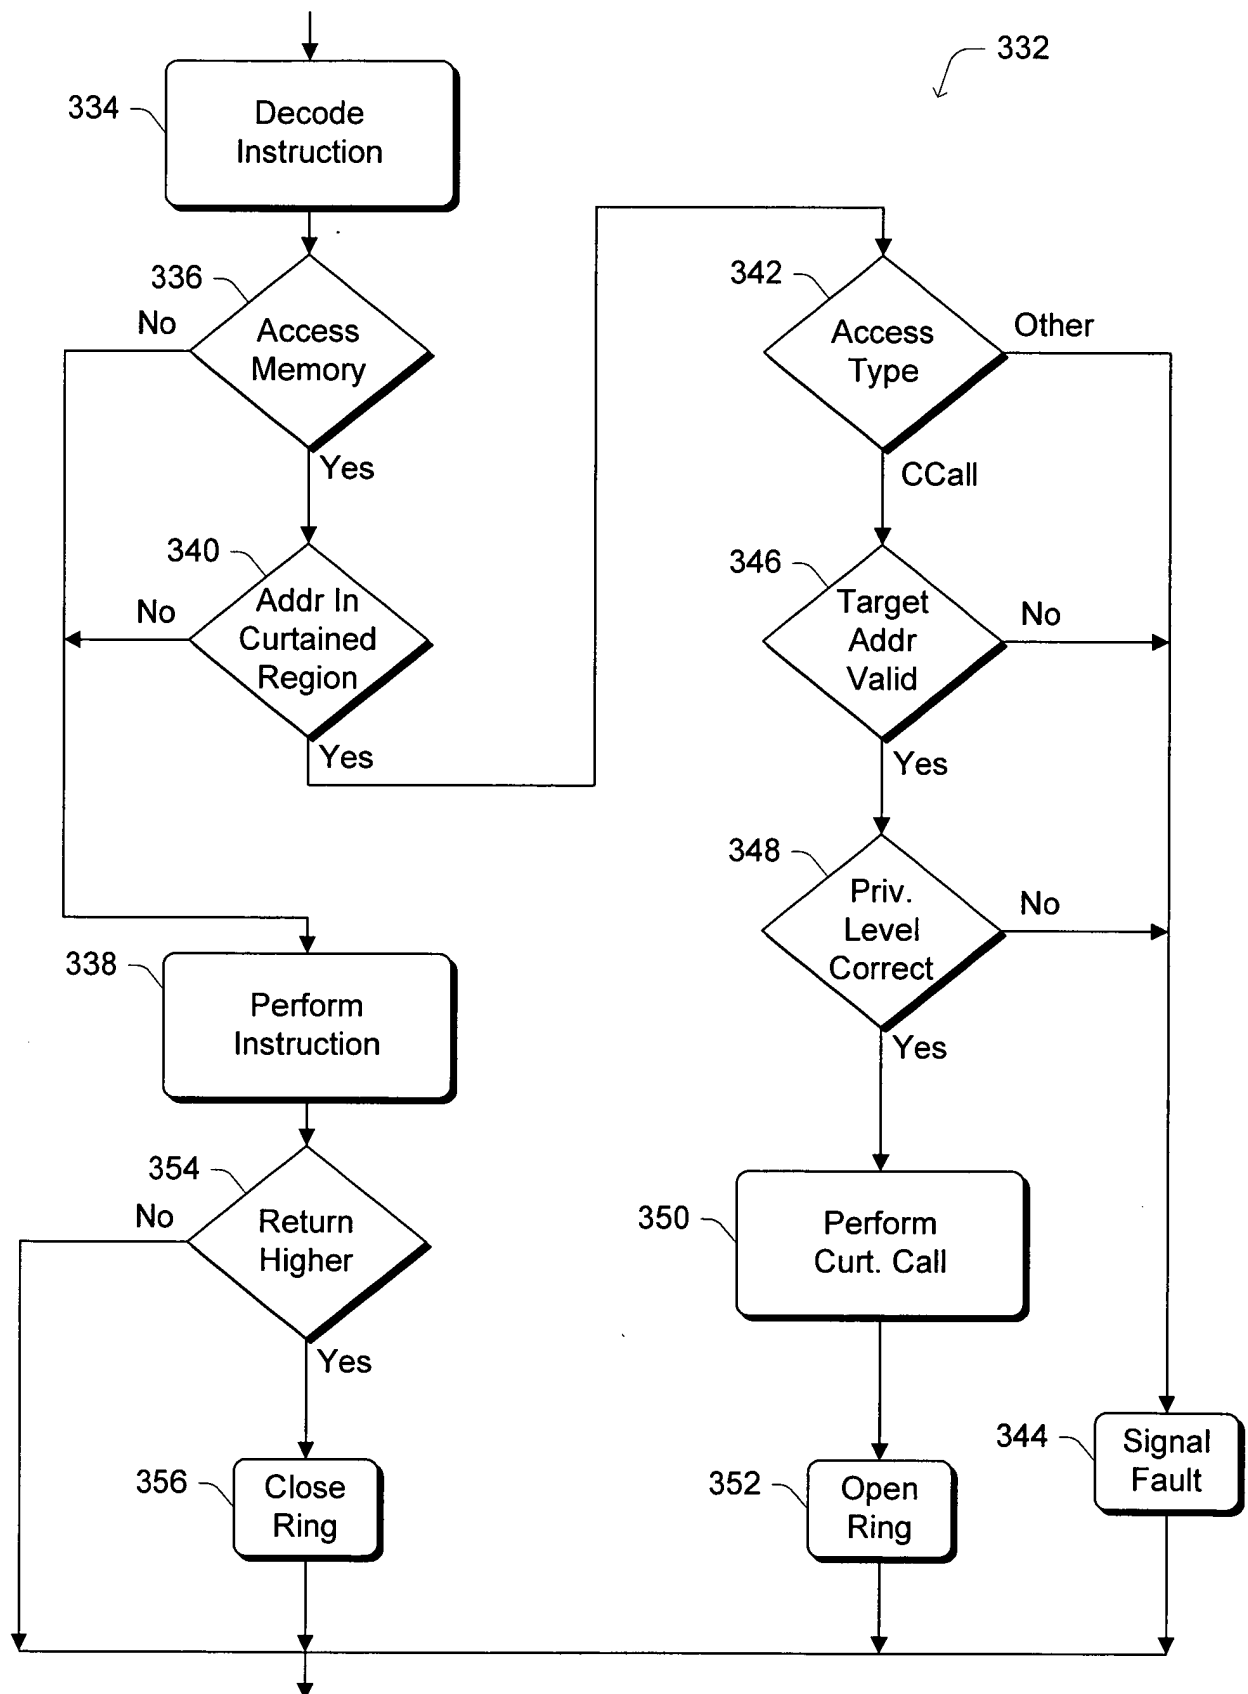 332
334
Decode
Instruction
336
No
Access
Memory
Yes
340
No
Addr In
Curtained
Region
Yes
342
Access
Type
Other
CCall
346
Target
Addr
Valid
No
Yes
348
Priv.
Level
Correct
No
Yes
338
Perform
Instruction
354
No
Return
Higher
Yes
350
Perform
Curt. Call
356
Close
Ring
352
Open
Ring
344
Signal
Fault